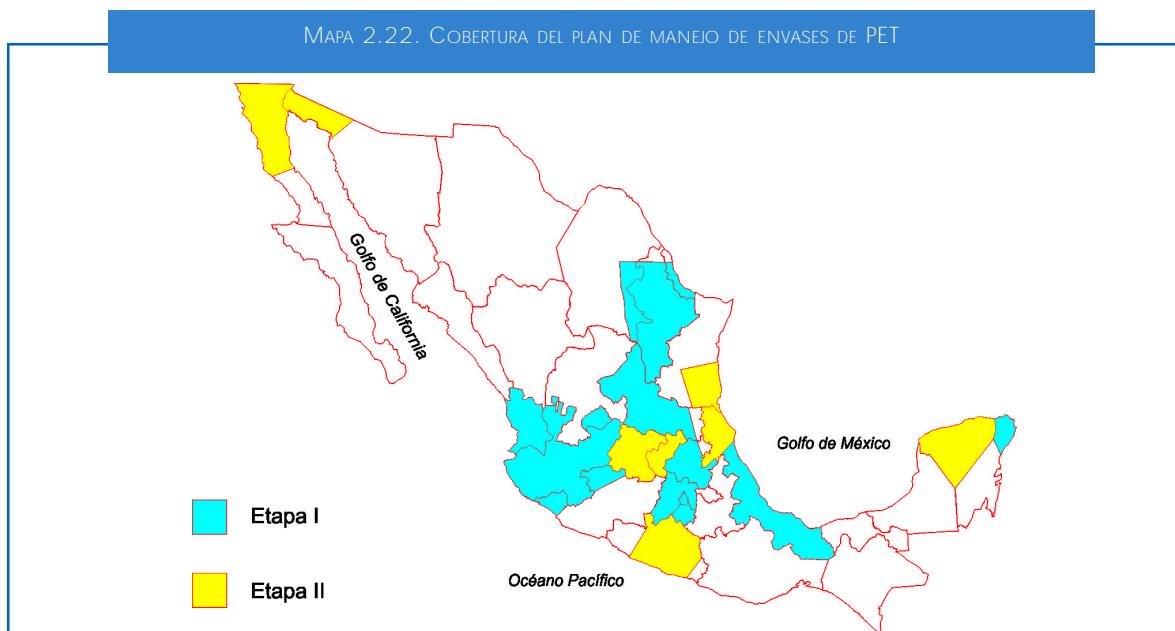 MAPA 2.22. COBERTURA DEL PLAN DE MANEJO DE ENVASES DE PET
Golfo de California
Golfo de México
Etapa I
Océano Pacífico
Etapa II